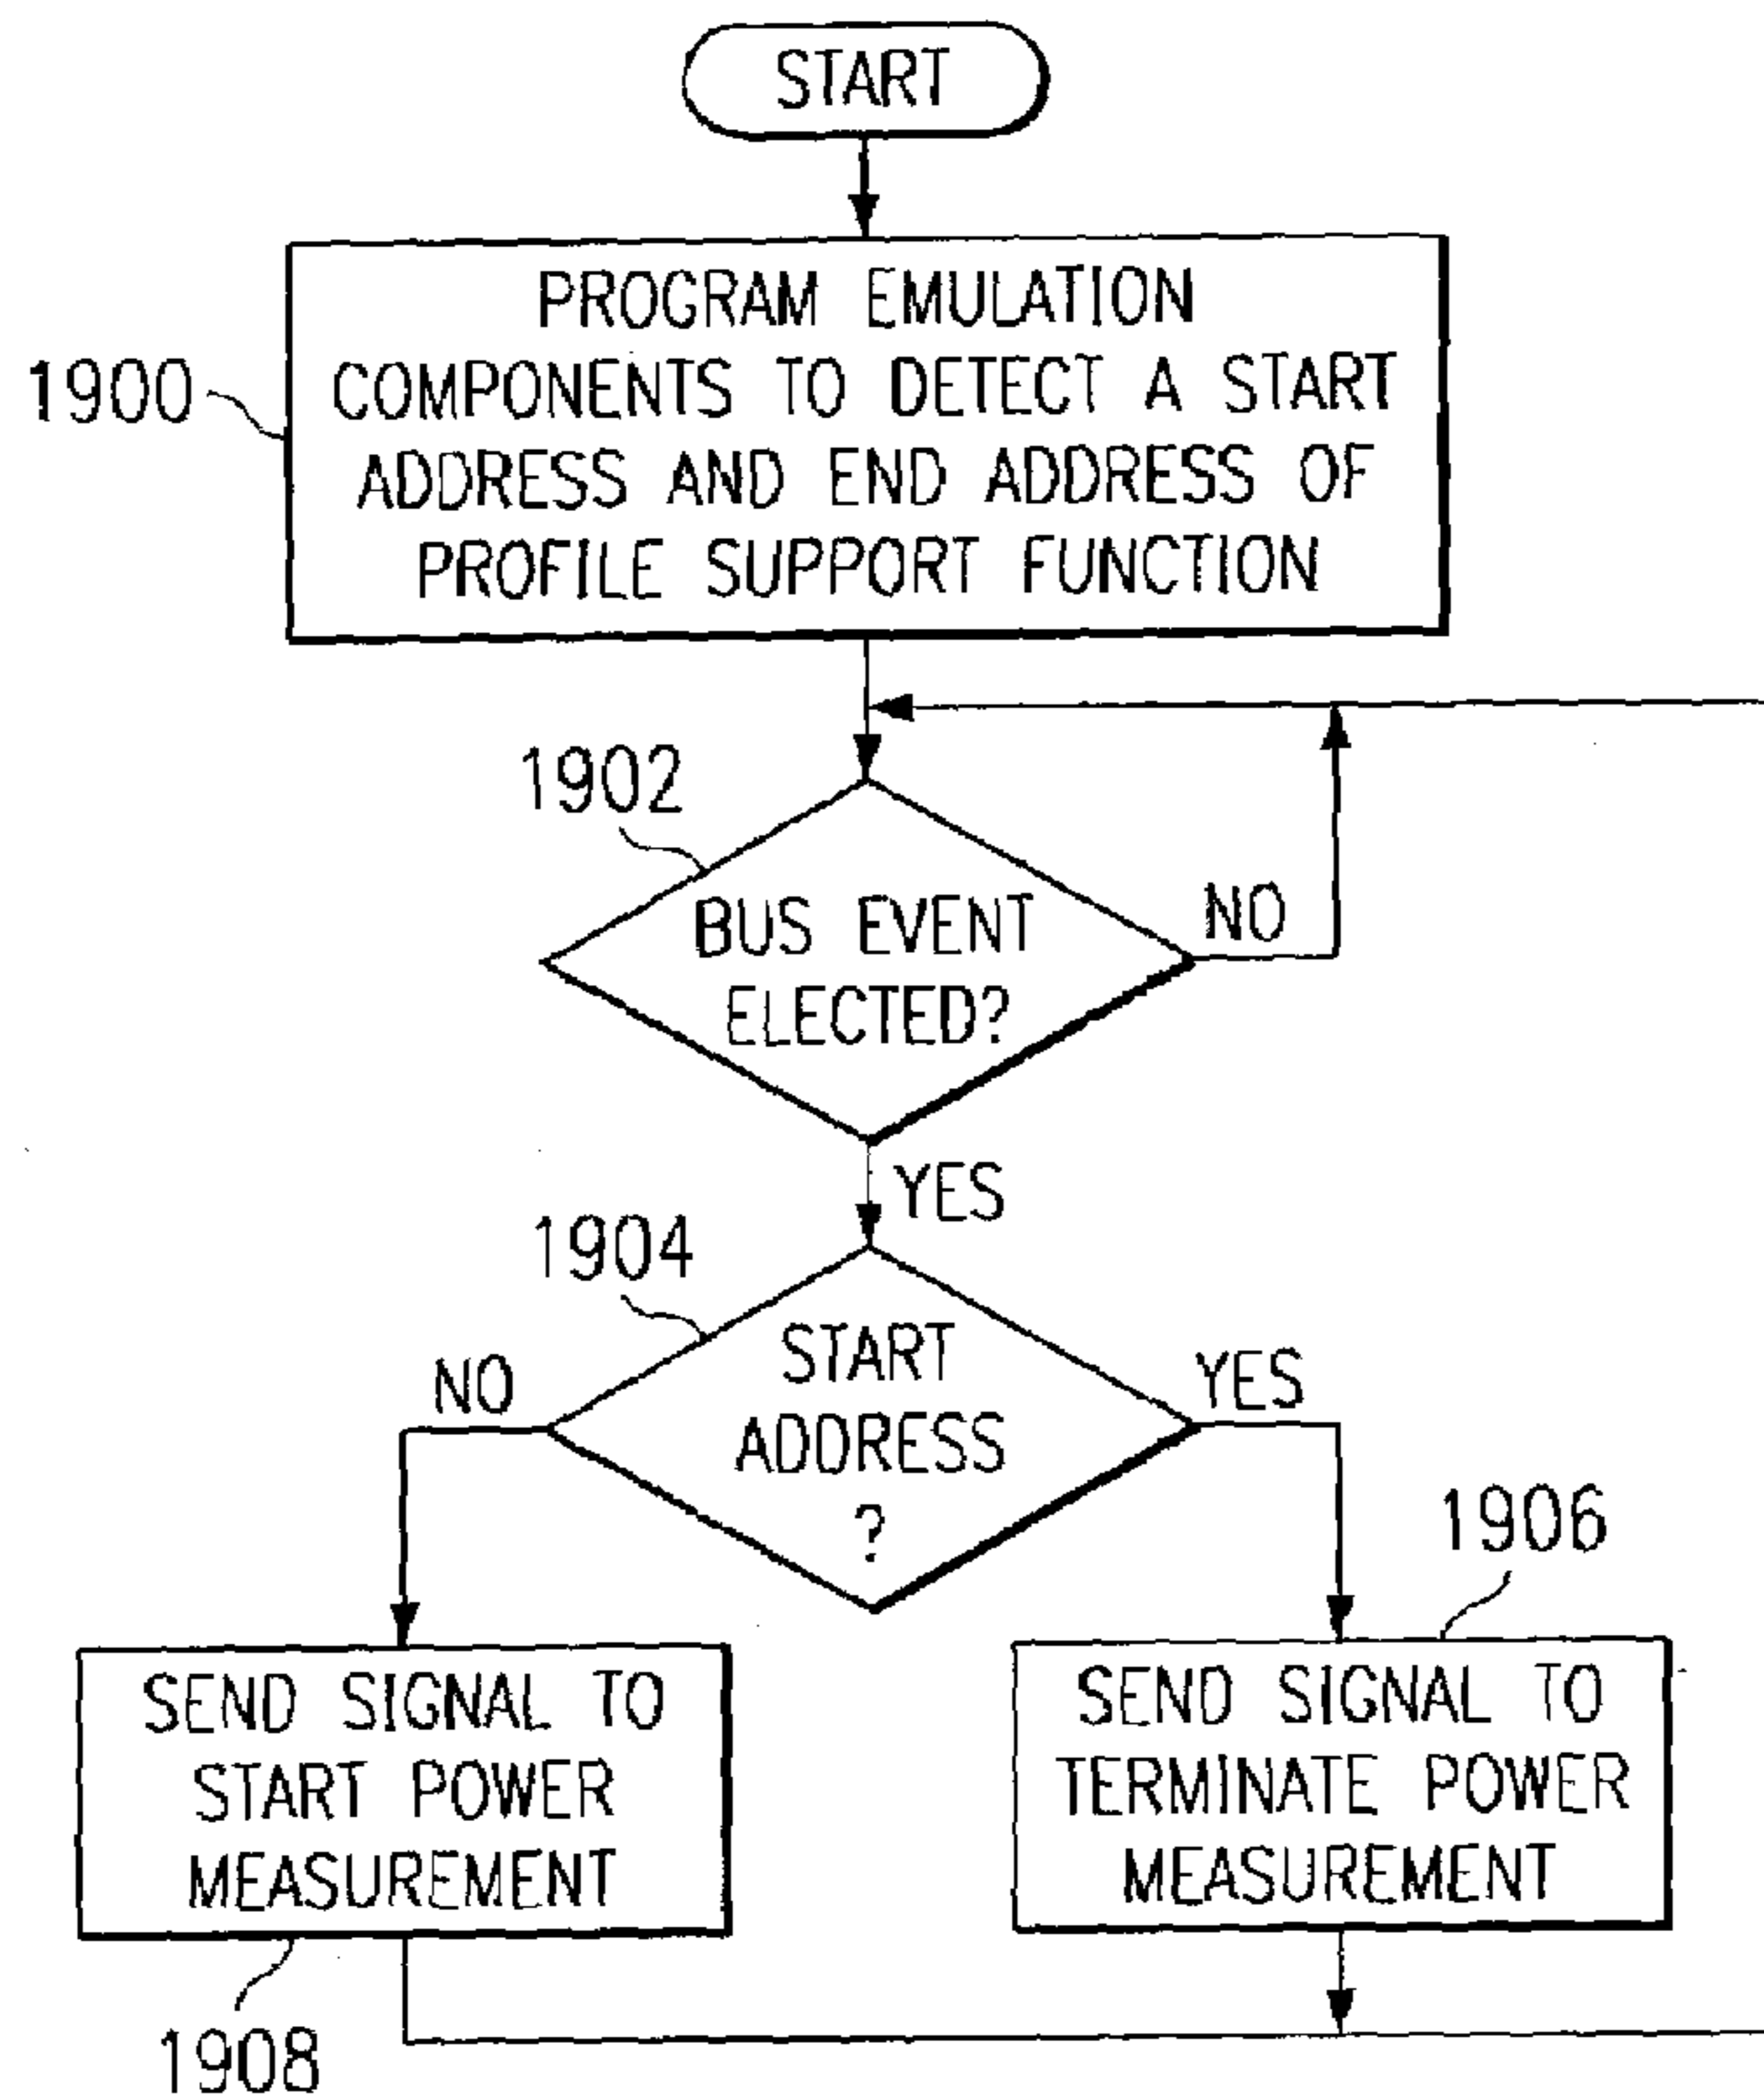 START
1900
PROGRAM EMULATION
COMPONENTS TO DETECT A START
ADDRESS AND END ADDRESS OF
PROFILE SUPPORT FUNCTION
1902
BUS EVENT
ELECTED?
NO
YES
1904
START
ADDRESS
?
NO
YES
1906
SEND SIGNAL TO
START POWER
MEASUREMENT
SEND SIGNAL TO
TERMINATE POWER
MEASUREMENT
1908